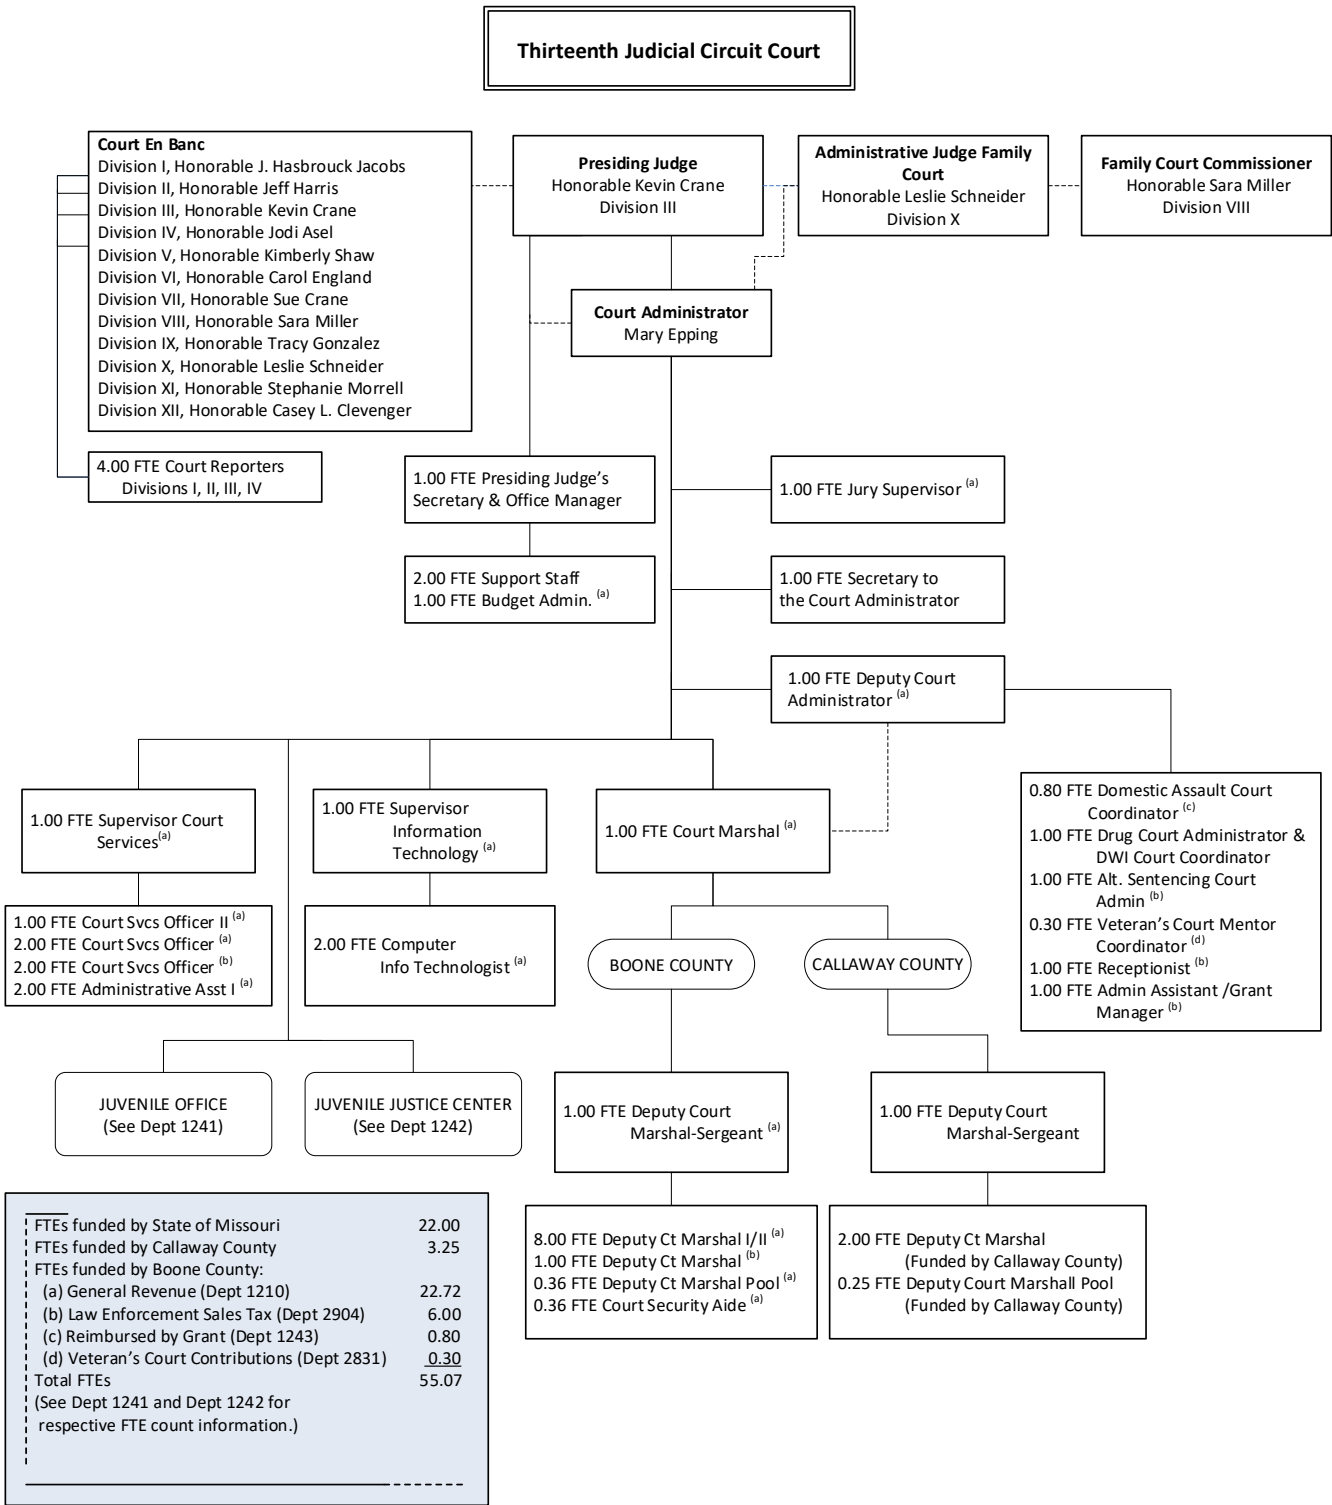 Thirteenth Judicial Circuit Court
Court En Banc
Division I, Honorable J. Hasbrouck Jacobs
Division II, Honorable Jeff Harris
Division III, Honorable Kevin Crane
Division IV, Honorable Jodi Asel
Division V, Honorable Kimberly Shaw
Division VI, Honorable Carol England
Division VII, Honorable Sue Crane
Division VIII, Honorable Sara Miller
Division IX, Honorable Tracy Gonzalez
Division X, Honorable Leslie Schneider
Division XI, Honorable Stephanie Morrell
Division XII, Honorable Casey L. Clevenger
Presiding Judge
Honorable Kevin Crane
Division III
Administrative Judge Family
Court
Honorable Leslie Schneider
Division X
Family Court Commissioner
Honorable Sara Miller
Division VIII
Court Administrator
Mary Epping
4.00 FTE Court Reporters
Divisions I, II, III, IV
1.00 FTE Presiding Judge's
Secretary & Office Manager
1.00 FTE Jury Supervisor (a)
2.00 FTE Support Staff
1.00 FTE Budget Admin. (a)
1.00 FTE Secretary to
the Court Administrator
1.00 FTE Deputy Court
Administrator (a)
1.00 FTE Supervisor Court
Services(a)
1.00 FTE Supervisor
Information
Technology (a)
1.00 FTE Court Marshal (a)
0.80 FTE Domestic Assault Court
Coordinator (c)
1.00 FTE Drug Court Administrator &
DWI Court Coordinator
1.00 FTE Alt. Sentencing Court
Admin (b)
0.30 FTE Veteran's Court Mentor
Coordinator (d)
1.00 FTE Receptionist (b)
1.00 FTE Admin Assistant /Grant
Manager (b)
1.00 FTE Court Svcs Officer II (a)
2.00 FTE Court Svcs Officer (a)
2.00 FTE Court Svcs Officer (b)
2.00 FTE Administrative Asst I (a)
2.00 FTE Computer
Info Technologist (a)
BOONE COUNTY
CALLAWAY COUNTY
JUVENILE OFFICE
(See Dept 1241)
JUVENILE JUSTICE CENTER
(See Dept 1242)
1.00 FTE Deputy Court
Marshal-Sergeant (a)
1.00 FTE Deputy Court
Marshal-Sergeant
8.00 FTE Deputy Ct Marshal I/II (a)
1.00 FTE Deputy Ct Marshal (b)
0.36 FTE Deputy Ct Marshal Pool (a)
0.36 FTE Court Security Aide (a)
2.00 FTE Deputy Ct Marshal
(Funded by Callaway County)
0.25 FTE Deputy Court Marshall Pool
(Funded by Callaway County)
FTEs funded by State of Missouri 22.00
FTEs funded by Callaway County 3.25
FTEs funded by Boone County:
(a) General Revenue (Dept 1210) 22.72
(b) Law Enforcement Sales Tax (Dept 2904) 6.00
(c) Reimbursed by Grant (Dept 1243) 0.80
(d) Veteran's Court Contributions (Dept 2831) 0.30
Total FTEs 55.07
(See Dept 1241 and Dept 1242 for
respective FTE count information.)